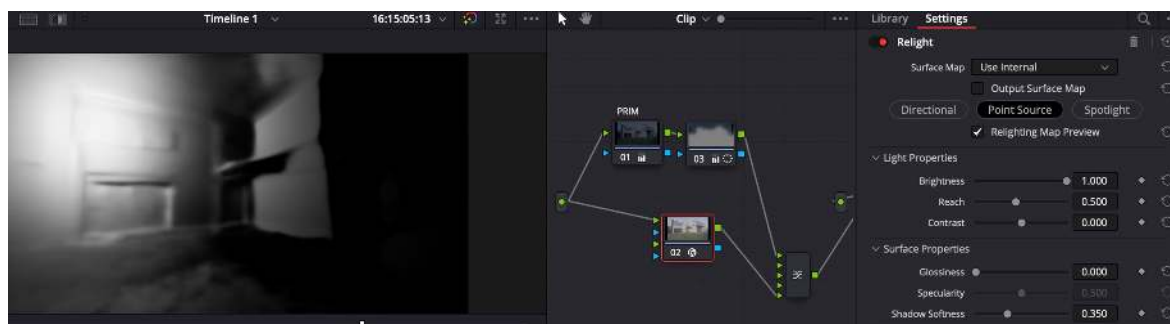 Timeline 1
16:15:05:13
Clip
Library Settings
Relight
Surface Map Use Internal
Output Surface Map
Directional Point Source Spotlight
Relighting Map Preview
PRIM
01
03
02
Light Properties
Brightness 1.000
Reach 0.500
Contrast 0.000
Surface Properties
Glossiness 0.000
Specularity 0.500
Shadow Softness 0.350